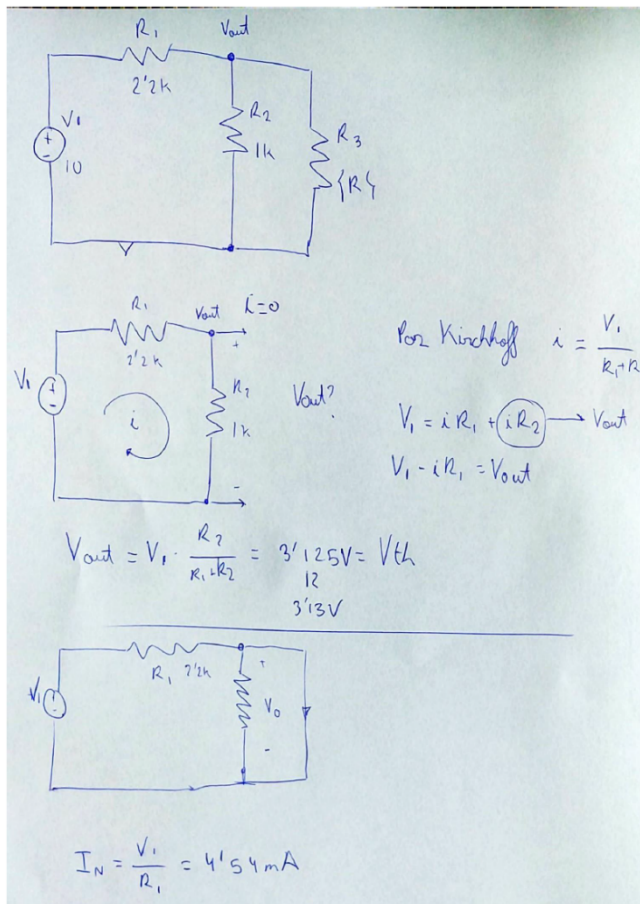 R1
Vout
2'2k
V1
10
R2
1k
R3
{R}
R1
Vout
i=0
2'2k
+
V1
R2
1k
i
Vout?
-
Por Kirchhoff i = V1 / R1+R
V1 = iR1 + iR2 → Vout
V1 - iR1 = Vout
Vout = V1 · R2 / R1+R2 = 3'125V = Vth
12
3'13V
V1
R1 2'2k
+
V0
-
IN = V1 / R1 = 4'54mA